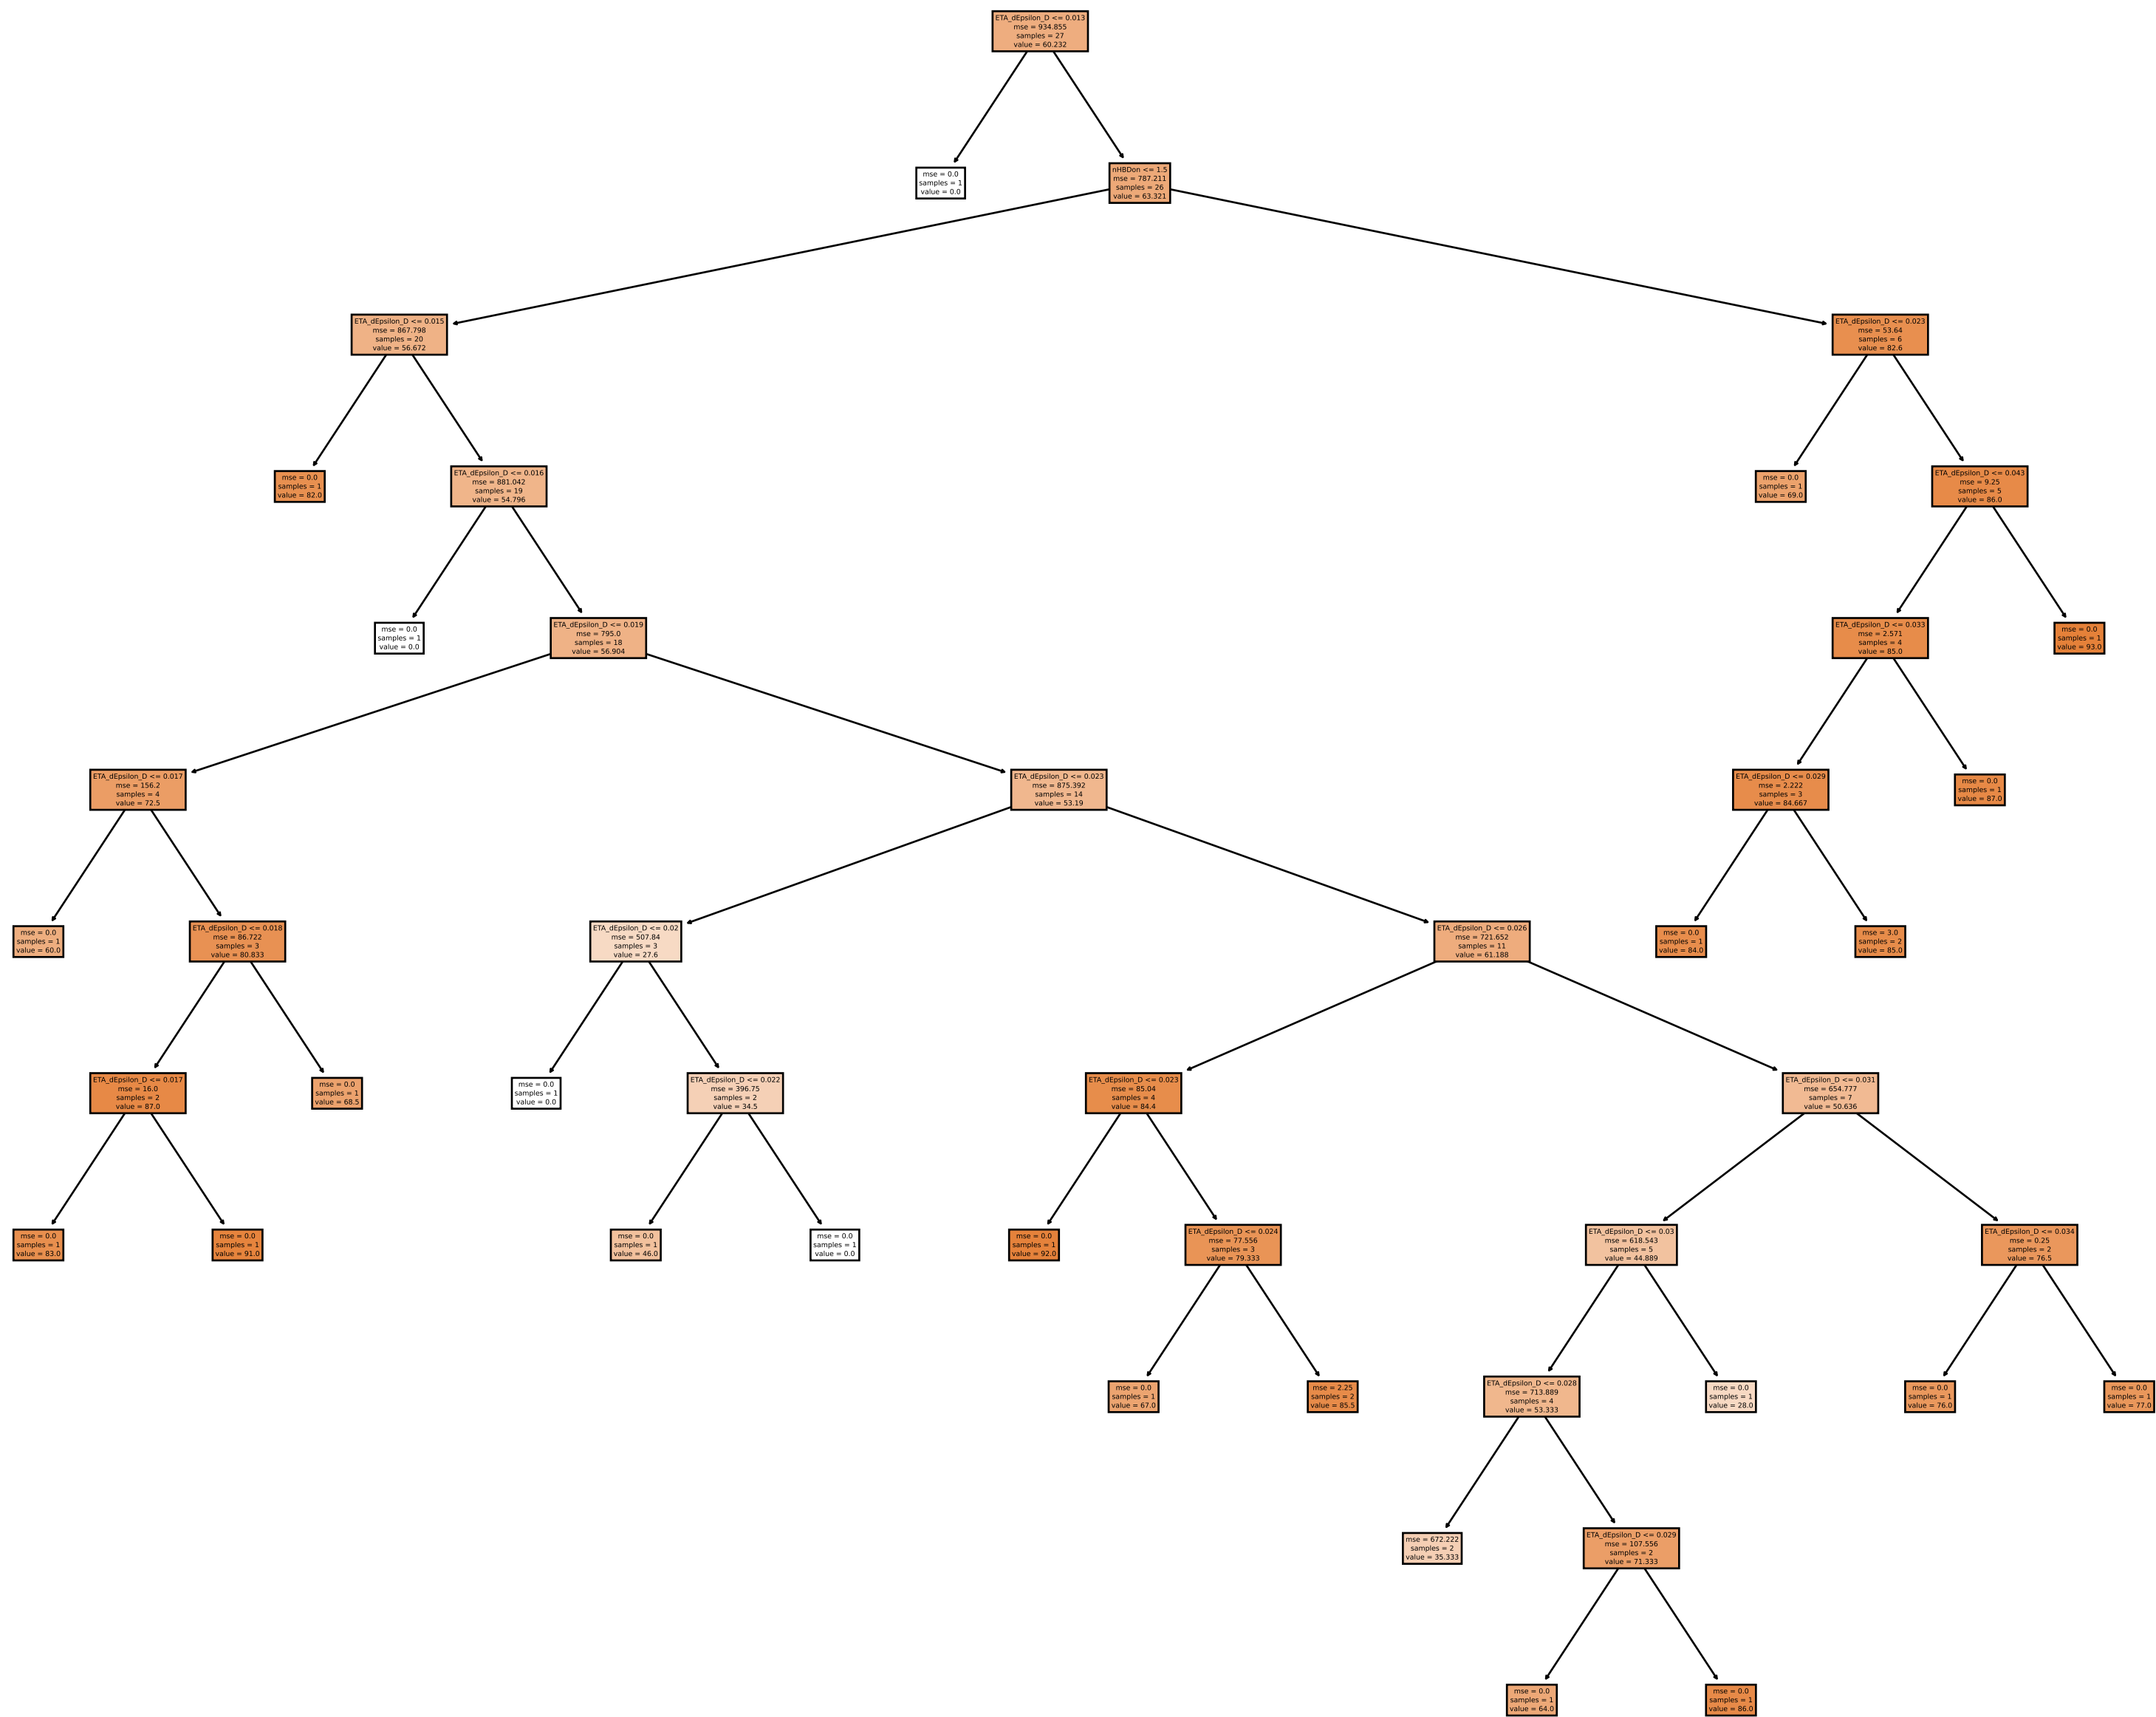 ETA_dEpsilon_D <= 0.013
mse = 934.855
samples = 27
value = 60.232
mse = 0.0
samples = 1
value = 0.0
nHBDon <= 1.5
mse = 787.211
samples = 26
value = 63.321
ETA_dEpsilon_D <= 0.015
mse = 867.798
samples = 20
value = 56.672
ETA_dEpsilon_D <= 0.023
mse = 53.64
samples = 6
value = 82.6
mse = 0.0
samples = 1
value = 82.0
ETA_dEpsilon_D <= 0.016
mse = 881.042
samples = 19
value = 54.796
mse = 0.0
samples = 1
value = 69.0
ETA_dEpsilon_D <= 0.043
mse = 9.25
samples = 5
value = 86.0
mse = 0.0
samples = 1
value = 0.0
ETA_dEpsilon_D <= 0.019
mse = 795.0
samples = 18
value = 56.904
ETA_dEpsilon_D <= 0.033
mse = 2.571
samples = 4
value = 85.0
mse = 0.0
samples = 1
value = 93.0
ETA_dEpsilon_D <= 0.017
mse = 156.2
samples = 4
value = 72.5
ETA_dEpsilon_D <= 0.023
mse = 875.392
samples = 14
value = 53.19
ETA_dEpsilon_D <= 0.029
mse = 2.222
samples = 3
value = 84.667
mse = 0.0
samples = 1
value = 87.0
mse = 0.0
samples = 1
value = 60.0
ETA_dEpsilon_D <= 0.018
mse = 86.722
samples = 3
value = 80.833
ETA_dEpsilon_D <= 0.02
mse = 507.84
samples = 3
value = 27.6
ETA_dEpsilon_D <= 0.026
mse = 721.652
samples = 11
value = 61.188
mse = 0.0
samples = 1
value = 84.0
mse = 3.0
samples = 2
value = 85.0
ETA_dEpsilon_D <= 0.017
mse = 16.0
samples = 2
value = 87.0
mse = 0.0
samples = 1
value = 68.5
mse = 0.0
samples = 1
value = 0.0
ETA_dEpsilon_D <= 0.022
mse = 396.75
samples = 2
value = 34.5
ETA_dEpsilon_D <= 0.023
mse = 85.04
samples = 4
value = 84.4
ETA_dEpsilon_D <= 0.031
mse = 654.777
samples = 7
value = 50.636
mse = 0.0
samples = 1
value = 83.0
mse = 0.0
samples = 1
value = 91.0
mse = 0.0
samples = 1
value = 46.0
mse = 0.0
samples = 1
value = 0.0
mse = 0.0
samples = 1
value = 92.0
ETA_dEpsilon_D <= 0.024
mse = 77.556
samples = 3
value = 79.333
ETA_dEpsilon_D <= 0.03
mse = 618.543
samples = 5
value = 44.889
ETA_dEpsilon_D <= 0.034
mse = 0.25
samples = 2
value = 76.5
mse = 0.0
samples = 1
value = 67.0
mse = 2.25
samples = 2
value = 85.5
ETA_dEpsilon_D <= 0.028
mse = 713.889
samples = 4
value = 53.333
mse = 0.0
samples = 1
value = 28.0
mse = 0.0
samples = 1
value = 76.0
mse = 0.0
samples = 1
value = 77.0
mse = 672.222
samples = 2
value = 35.333
ETA_dEpsilon_D <= 0.029
mse = 107.556
samples = 2
value = 71.333
mse = 0.0
samples = 1
value = 64.0
mse = 0.0
samples = 1
value = 86.0